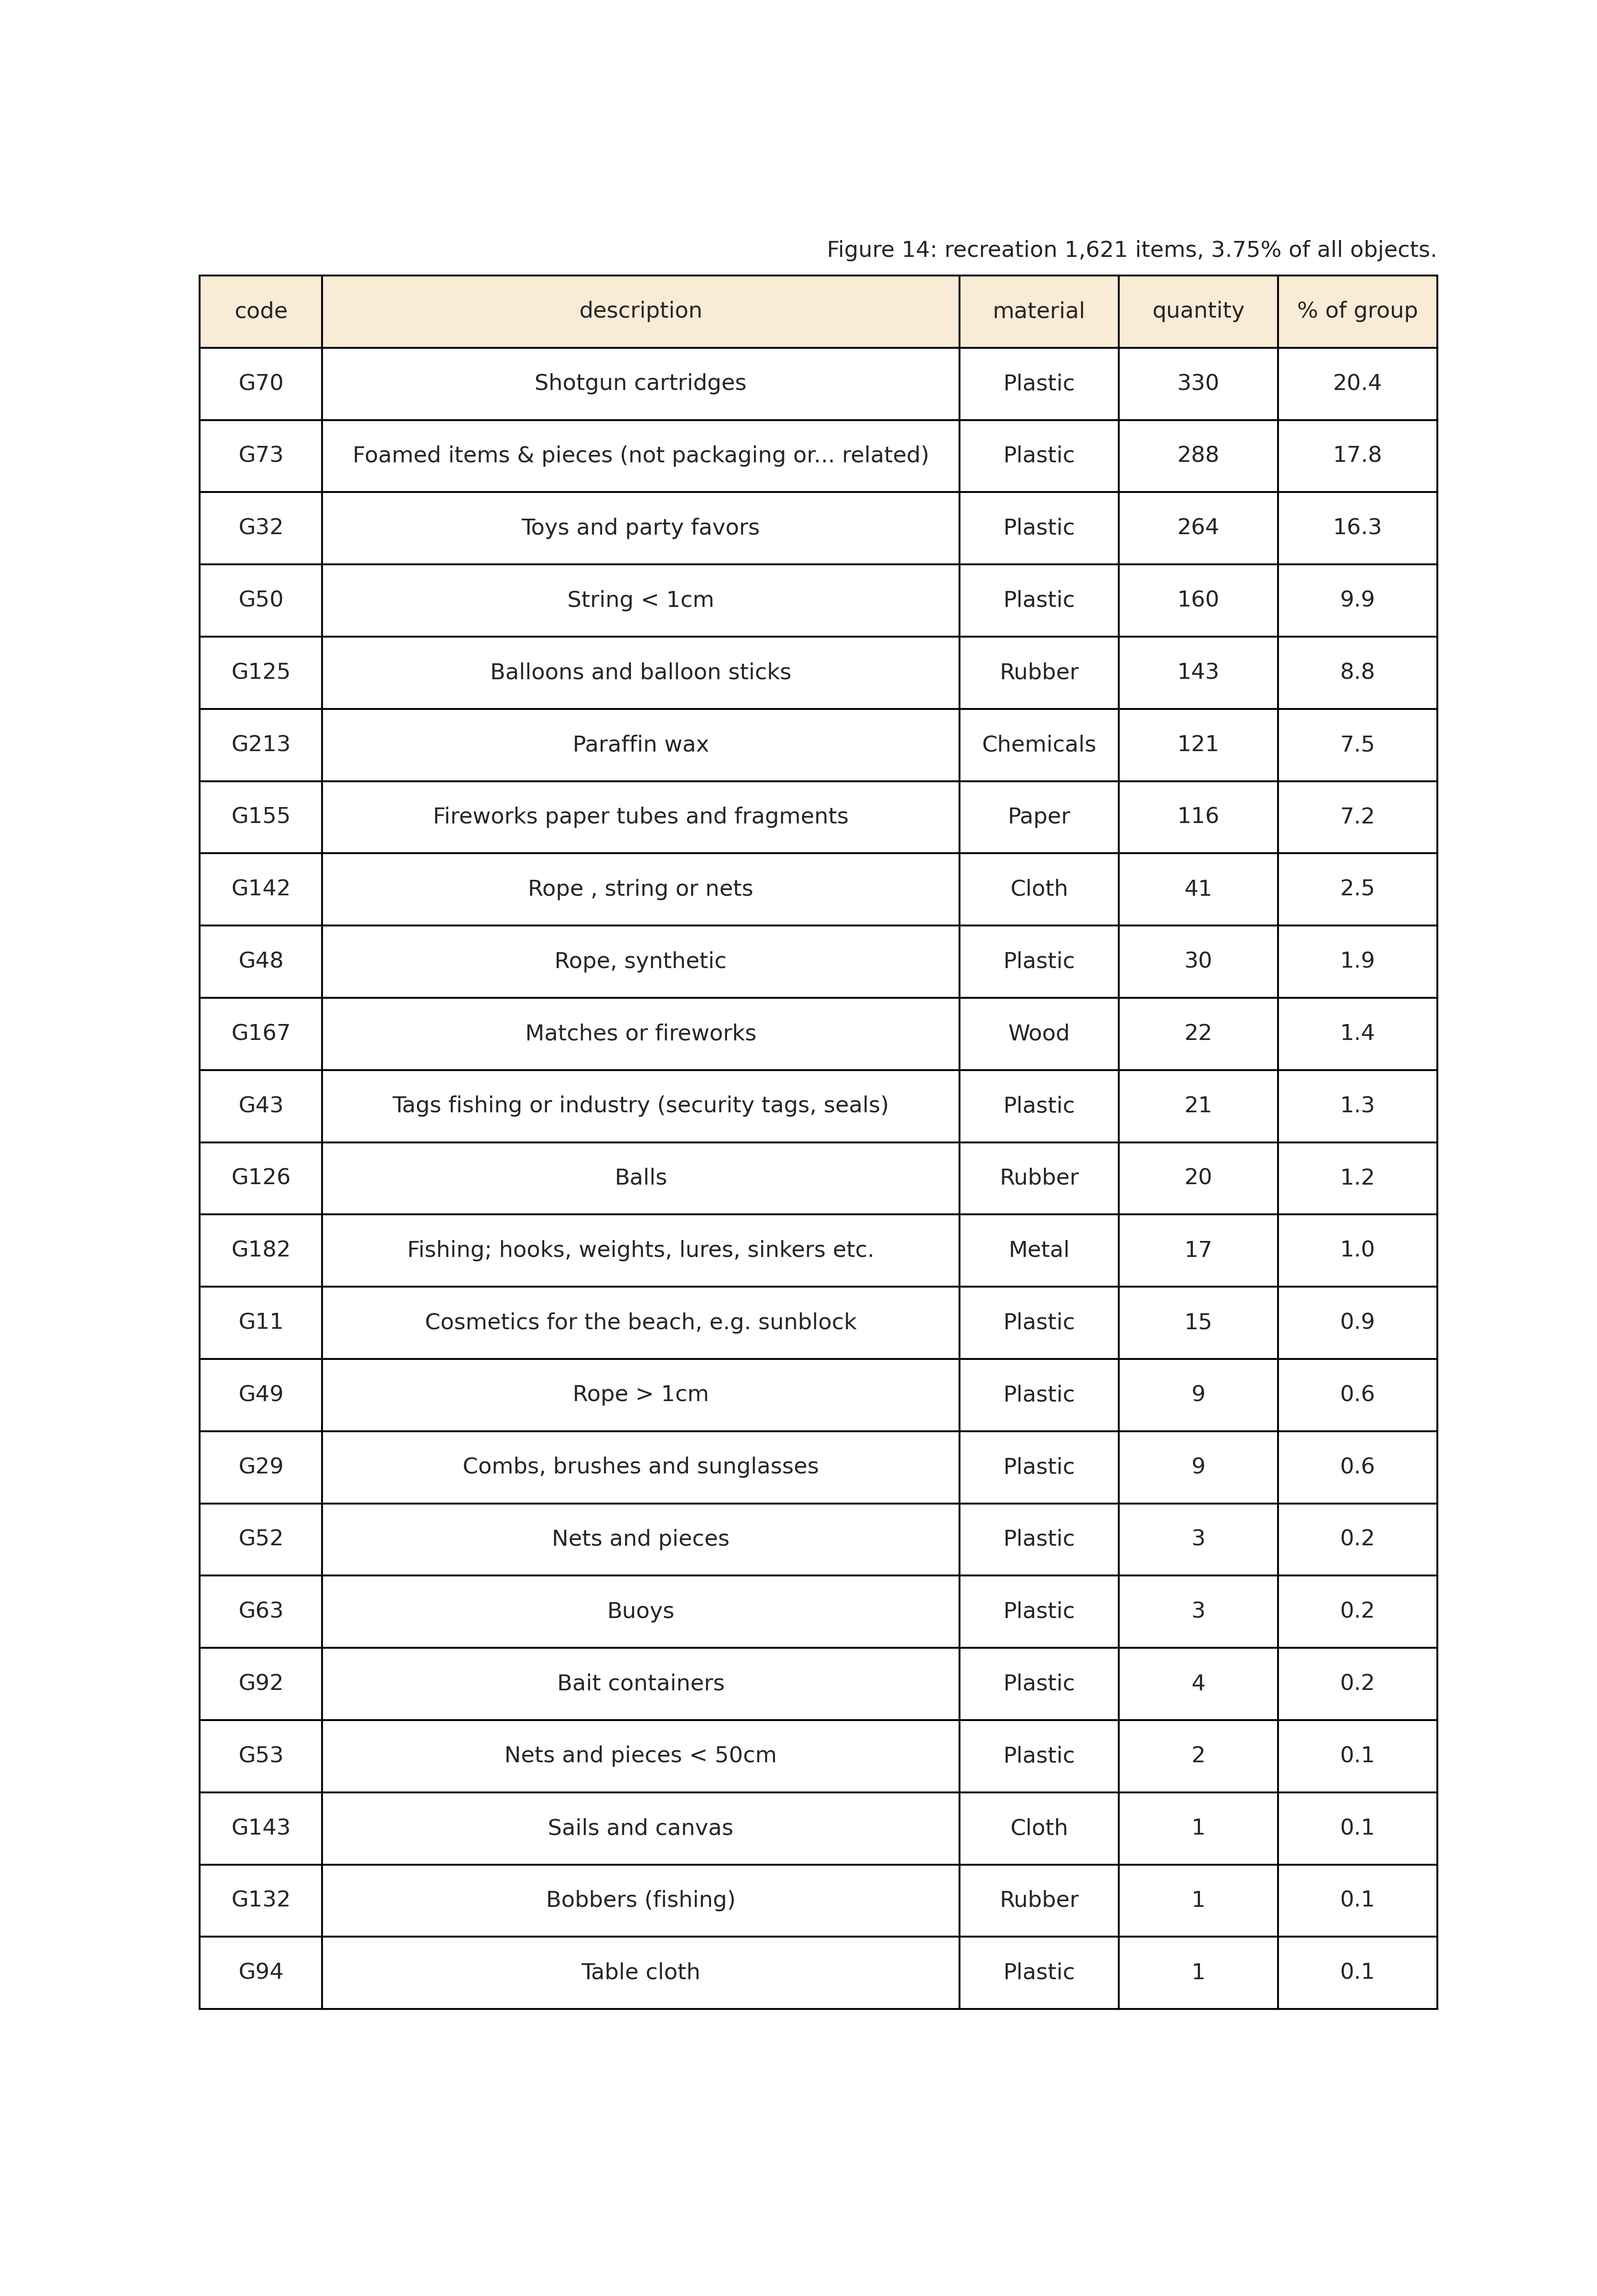 Figure 14: recreation 1,621 items, 3.75% of all objects.
code description material quantity % of group
G70 Shotgun cartridges Plastic 330 20.4
G73 Foamed items & pieces (not packaging or... related) Plastic 288 17.8
G32 Toys and party favors Plastic 264 16.3
G50 String < 1cm Plastic 160 9.9
G125 Balloons and balloon sticks Rubber 143 8.8
G213 Paraffin wax Chemicals 121 7.5
G155 Fireworks paper tubes and fragments Paper 116 7.2
G142 Rope , string or nets Cloth 41 2.5
G48 Rope, synthetic Plastic 30 1.9
G167 Matches or fireworks Wood 22 1.4
G43 Tags fishing or industry (security tags, seals) Plastic 21 1.3
G126 Balls Rubber 20 1.2
G182 Fishing; hooks, weights, lures, sinkers etc. Metal 17 1.0
G11 Cosmetics for the beach, e.g. sunblock Plastic 15 0.9
G49 Rope > 1cm Plastic 9 0.6
G29 Combs, brushes and sunglasses Plastic 9 0.6
G52 Nets and pieces Plastic 3 0.2
G63 Buoys Plastic 3 0.2
G92 Bait containers Plastic 4 0.2
G53 Nets and pieces < 50cm Plastic 2 0.1
G143 Sails and canvas Cloth 1 0.1
G132 Bobbers (fishing) Rubber 1 0.1
G94 Table cloth Plastic 1 0.1